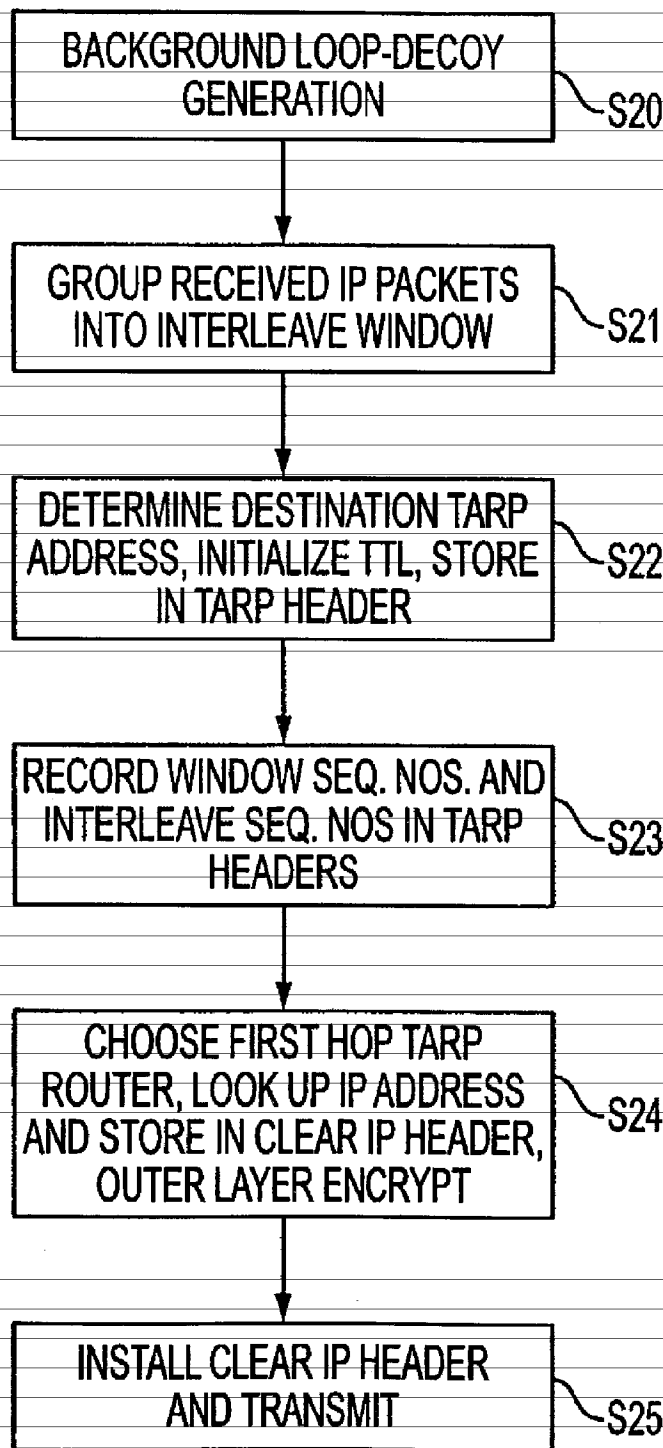 BACKGROUND LOOP-DECOY
GENERATION
S20
GROUP RECEIVED IP PACKETS
INTO INTERLEAVE WINDOW
S21
DETERMINE DESTINATION TARP
ADDRESS, INITIALIZE TTL, STORE
IN TARP HEADER
S22
RECORD WINDOW SEQ. NOS. AND
INTERLEAVE SEQ. NOS IN TARP
HEADERS
S23
CHOOSE FIRST HOP TARP
ROUTER, LOOK UP IP ADDRESS
AND STORE IN CLEAR IP HEADER,
OUTER LAYER ENCRYPT
S24
INSTALL CLEAR IP HEADER
AND TRANSMIT
S25